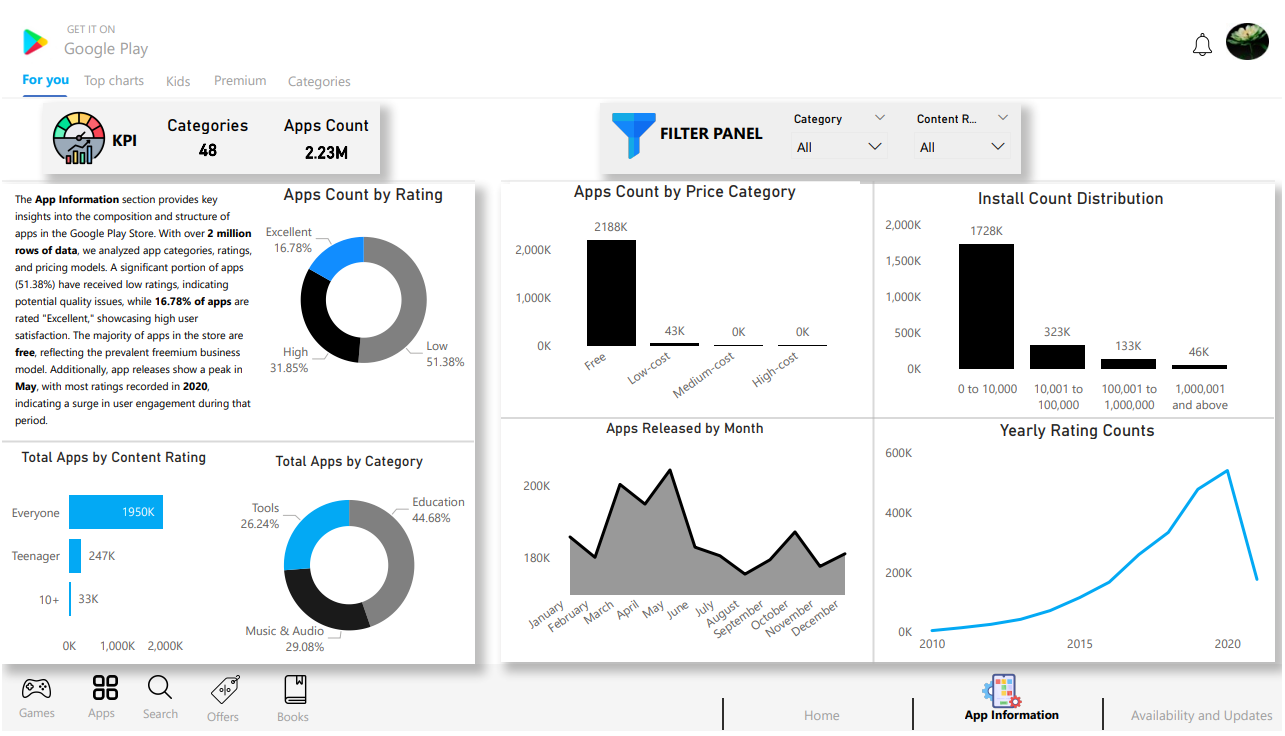 GET IT ON
Google Play
For you
Top charts
Kids
Premium
Categories
KPI
Categories
48
Apps Count
2.23M
FILTER PANEL
Category
All
Content R...
All
The App Information section provides key
insights into the composition and structure of
apps in the Google Play Store. With over 2 million
rows of data, we analyzed app categories, ratings,
and pricing models. A significant portion of apps
(51.38%) have received low ratings, indicating
potential quality issues, while 16.78% of apps are
rated "Excellent," showcasing high user
satisfaction. The majority of apps in the store are
free, reflecting the prevalent freemium business
model. Additionally, app releases show a peak in
May, with most ratings recorded in 2020,
indicating a surge in user engagement during that
period.
Apps Count by Rating
Excellent
16.78%
High
31.85%
Low
51.38%
Apps Count by Price Category
2,000K
1,000K
0K
2188K
43K
0K
0K
Free
Low-cost
Medium-cost
High-cost
Install Count Distribution
2,000K
1,500K
1,000K
500K
0K
1728K
323K
133K
46K
0 to 10,000
10,001 to
100,000
100,001 to
1,000,000
1,000,001
and above
Total Apps by Content Rating
Everyone
1950K
Teenager
247K
10+
33K
0K
1,000K
2,000K
Total Apps by Category
Tools
26.24%
Education
44.68%
Music & Audio
29.08%
Apps Released by Month
200K
180K
January
February
March
April
May
June
July
August
September
October
November
December
Yearly Rating Counts
600K
400K
200K
0K
2010
2015
2020
Games
Apps
Search
Offers
Books
Home
App Information
Availability and Updates